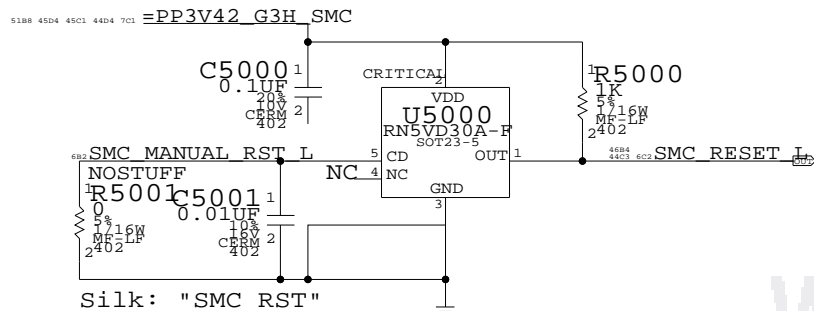 51B8 45D4 45C1 44D4 7C1 =PP3V42_G3H_SMC
C5000 1
0.1UF
20%
10V
CERM 2
402
CRITICAL
2
VDD
U5000
RN5VD30A-F
SOT23-5
5 CD
OUT 1
NC 4 NC
GND
3
1 R5000
1K
5%
1/16W
MF-LF
2 402
6B2 SMC_MANUAL_RST_L
46B4
44C3 6C2 SMC_RESET_L
OUT
NOSTUFF
1 R5001
0
5%
1/16W
MF-LF
2 402
C5001 1
0.01UF
10%
16V
CERM 2
402
Silk: "SMC RST"